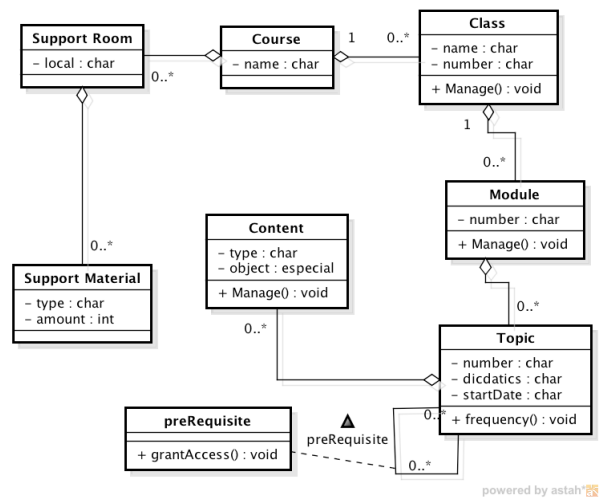 Support Room
- local : char
0..*
Course
- name : char
1
0..*
Class
- name : char
- number : char
+ Manage() : void
1
0..*
Module
- number : char
+ Manage() : void
0..*
Content
- type : char
- object : especial
+ Manage() : void
0..*
0..*
Support Material
- type : char
- amount : int
Topic
- number : char
- dicdatics : char
- startDate : char
+ frequency() : void
0..*
0..*
preRequisite
+ grantAccess() : void
preRequisite
powered by astah*